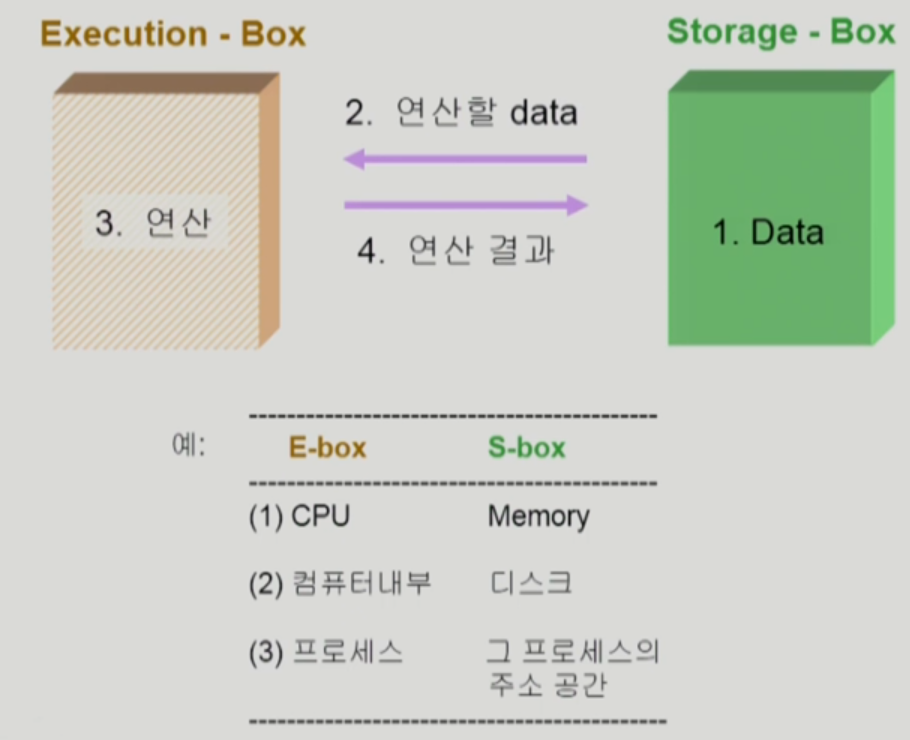 Execution - Box
Storage - Box
2. 연산할 data
3. 연산
4. 연산 결과
1. Data
예:
E-box S-box
(1) CPU Memory
(2) 컴퓨터내부 디스크
(3) 프로세스 그 프로세스의
주소 공간